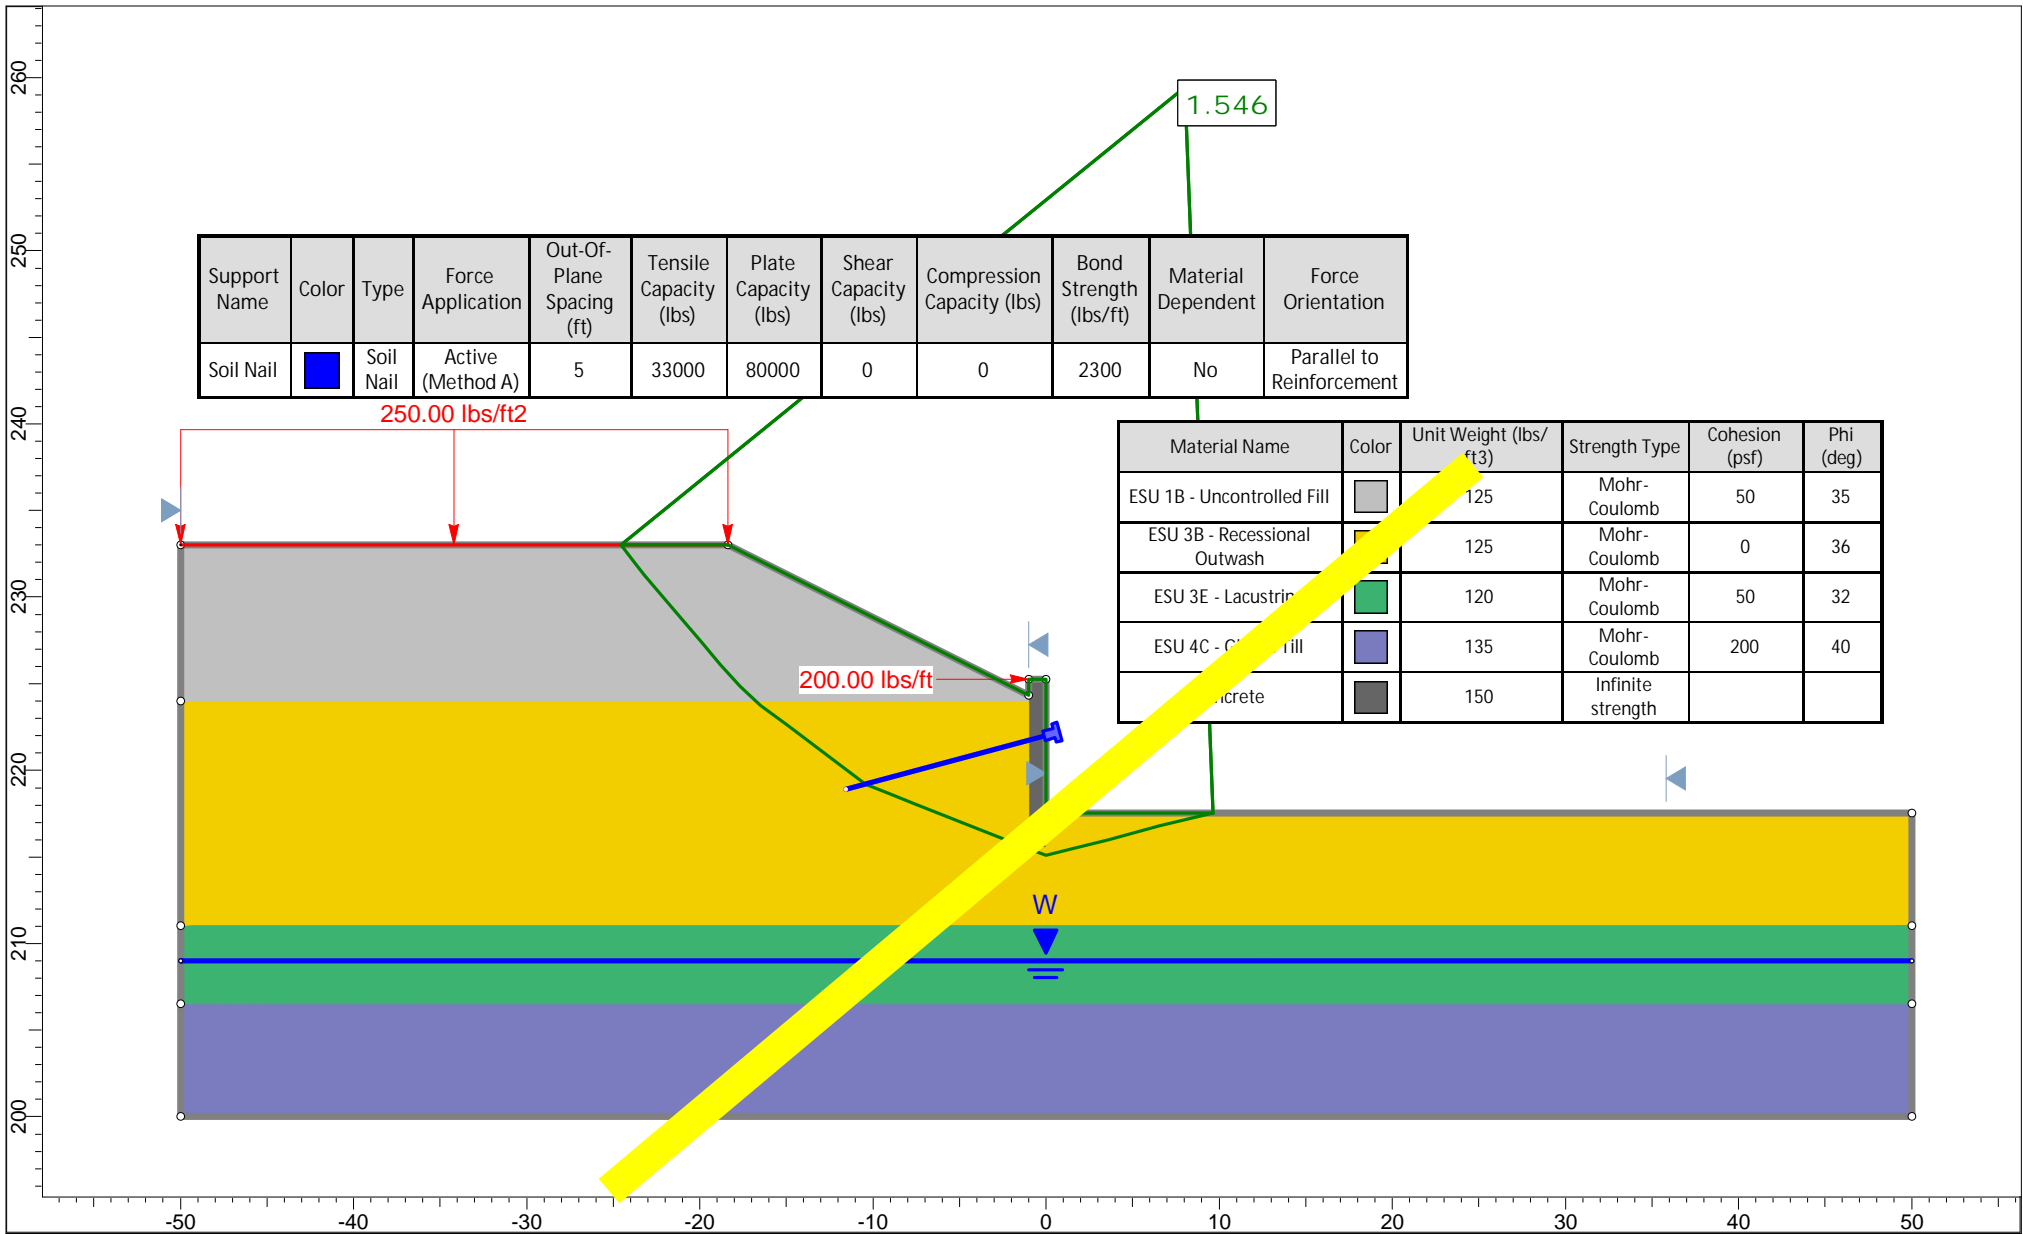 260
250
240
230
220
210
200
1.546
Support Name Color Type Force Application Out-Of-Plane Spacing (ft) Tensile Capacity (lbs) Plate Capacity (lbs) Shear Capacity (lbs) Compression Capacity (lbs) Bond Strength (lbs/ft) Material Dependent Force Orientation
Soil Nail Soil Nail Active (Method A) 5 33000 80000 0 0 2300 No Parallel to Reinforcement
250.00 lbs/ft2
Material Name Color Unit Weight (lbs/ft3) Strength Type Cohesion (psf) Phi (deg)
ESU 1B - Uncontrolled Fill 125 Mohr-Coulomb 50 35
ESU 3B - Recessional Outwash 125 Mohr-Coulomb 0 36
ESU 3E - 120 Mohr-Coulomb 50 32
ESU 4C - 135 Mohr-Coulomb 200 40
150 Infinite strength
200.00 lbs/ft
W
-50 -40 -30 -20 -10 0 10 20 30 40 50